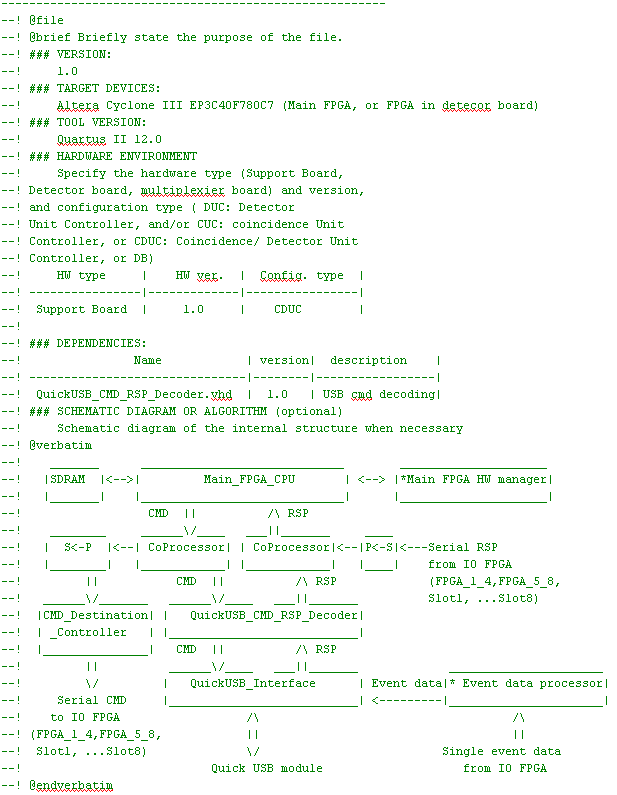 -------------------------------------------------------
--! @file
--! @brief Briefly state the purpose of the file.
--! ### VERSION:
--!     1.0
--! ### TARGET DEVICES:
--!     Altera Cyclone III EP3C40F780C7 (Main FPGA, or FPGA in detecor board)
--! ### TOOL VERSION:
--!     Quartus II 12.0
--! ### HARDWARE ENVIRONMENT
--!     Specify the hardware type (Support Board,
--! Detector board, multiplexier board) and version,
--! and configuration type ( DUC: Detector
--! Unit Controller, and/or CUC: coincidence Unit
--! Controller, or CDUC: Coincidence/ Detector Unit
--! Controller, or DB)
--!     HW type     |    HW ver.  |  Config. type  |
--! ----------------|-------------|----------------|
--!  Support Board  |     1.0     |    CDUC        |
--!
--! ### DEPENDENCIES:
--!                Name            | version|  description    |
--! -------------------------------|--------|-----------------|
--!  QuickUSB_CMD_RSP_Decoder.vhd  |  1.0   | USB cmd decoding|
--! ### SCHEMATIC DIAGRAM OR ALGORITHM (optional)
--!     Schematic diagram of the internal structure when necessary
--! @verbatim
--!    _______      _____________________________        _____________________
--!   |SDRAM  |<-->|         Main_FPGA_CPU       | <--> |*Main FPGA HW manager|
--!   |_______|    |_____________________________|      |_____________________|
--!                  CMD  ||          /\ RSP
--!    ________     ______\/___   ___||_______     ____
--!   |  S<-P  |<--| CoProcessor| | CoProcessor|<--|P<-S|<---Serial RSP
--!   |________|   |____________| |____________|   |____|    from IO FPGA
--!         ||           CMD  ||          /\ RSP             (FPGA_1_4,FPGA_5_8,
--!   ______\/_______   ______\/____   ___||_______          Slot1, ...Slot8)
--!  |CMD_Destination| |   QuickUSB_CMD_RSP_Decoder|
--!  | _Controller   | |___________________________|
--!  |_______________|   CMD  ||          /\ RSP
--!         ||          ______\/____   ___||_______             ______________________
--!         \/         |   QuickUSB_Interface      | Event data|* Event data processor|
--!     Serial CMD     |___________________________| <---------|______________________|
--!    to IO FPGA                  /\                                    /\
--! (FPGA_1_4,FPGA_5_8,            ||                                    ||
--!  Slot1, ...Slot8)              \/                          Single event data
--!                          Quick USB module                     from IO FPGA
--! @endverbatim